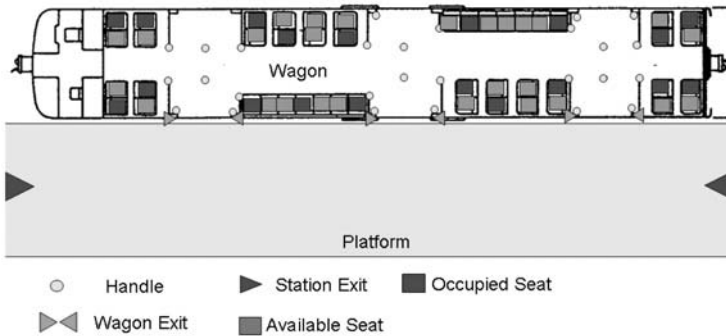 Wagon
Platform
Handle
Station Exit
Occupied Seat
Wagon Exit
Available Seat